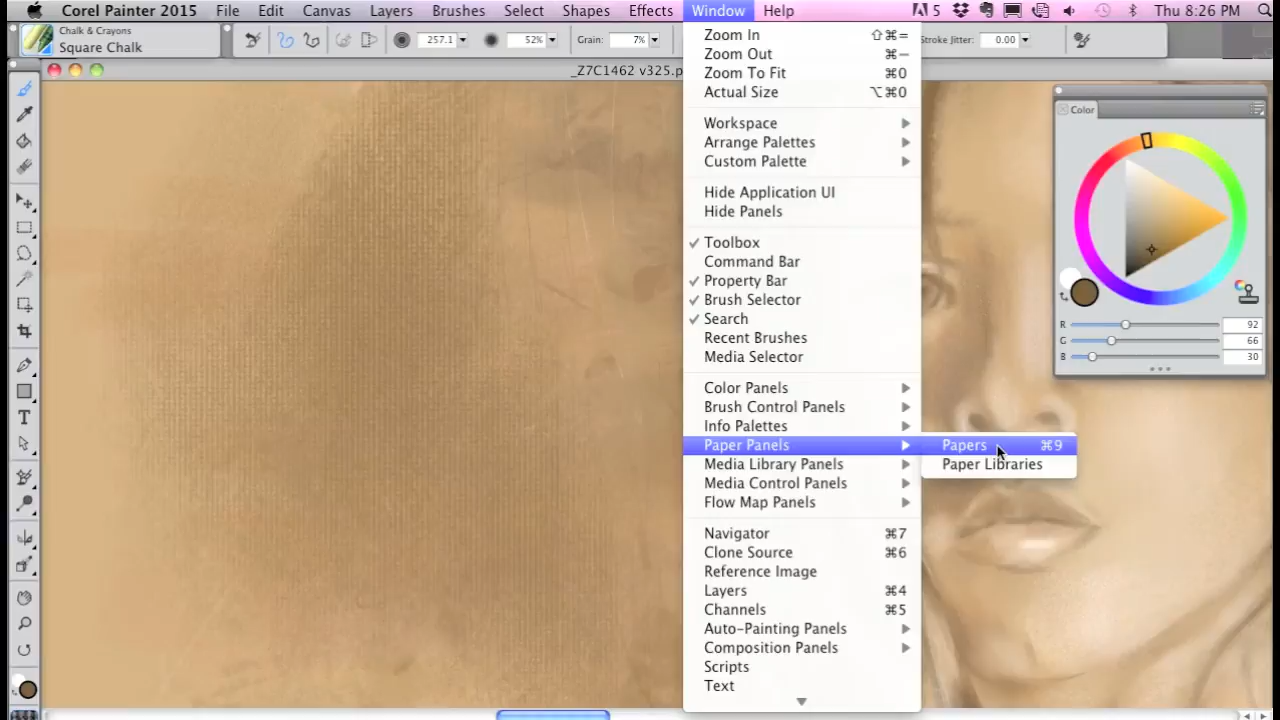 Corel Painter 2015 File Edit Canvas Layers Brushes Select Shapes Effects Window Help 5 Thu 8:26 PM
Chalk & Crayons
Square Chalk
257.1 52% Grain: 7% Stroke Jitter: 0.00
_Z7C1462 v325.p
Zoom In ⇧⌘=
Zoom Out ⌘−
Zoom To Fit ⌘0
Actual Size ⌥⌘0
Workspace
Arrange Palettes
Custom Palette
Hide Application UI
Hide Panels
✓ Toolbox
Command Bar
✓ Property Bar
✓ Brush Selector
✓ Search
Recent Brushes
Media Selector
Color Panels
Brush Control Panels
Info Palettes
Paper Panels
Media Library Panels
Media Control Panels
Flow Map Panels
Navigator ⌘7
Clone Source ⌘6
Reference Image
Layers ⌘4
Channels ⌘5
Auto-Painting Panels
Composition Panels
Scripts
Text
Papers ⌘9
Paper Libraries
Color
R 92
G 66
B 30
T